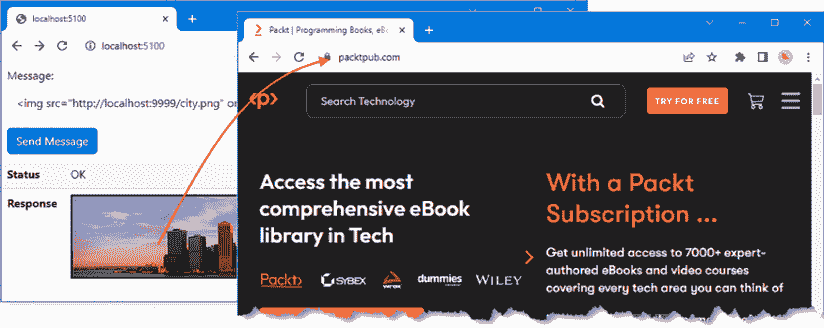 localhost:5100
localhost:5100
Message:
<img src="http://localhost:9999/city.png" on
Send Message
Status OK
Response
Packt | Programming Books, eBo
packtpub.com
<p>
Search Technology
TRY FOR FREE
Access the most
comprehensive eBook
library in Tech
Packt>
SYBEX
wrox
dummies
WILEY
With a Packt
Subscription ...
Get unlimited access to 7000+ expert-
authored eBooks and video courses
covering every tech area you can think of